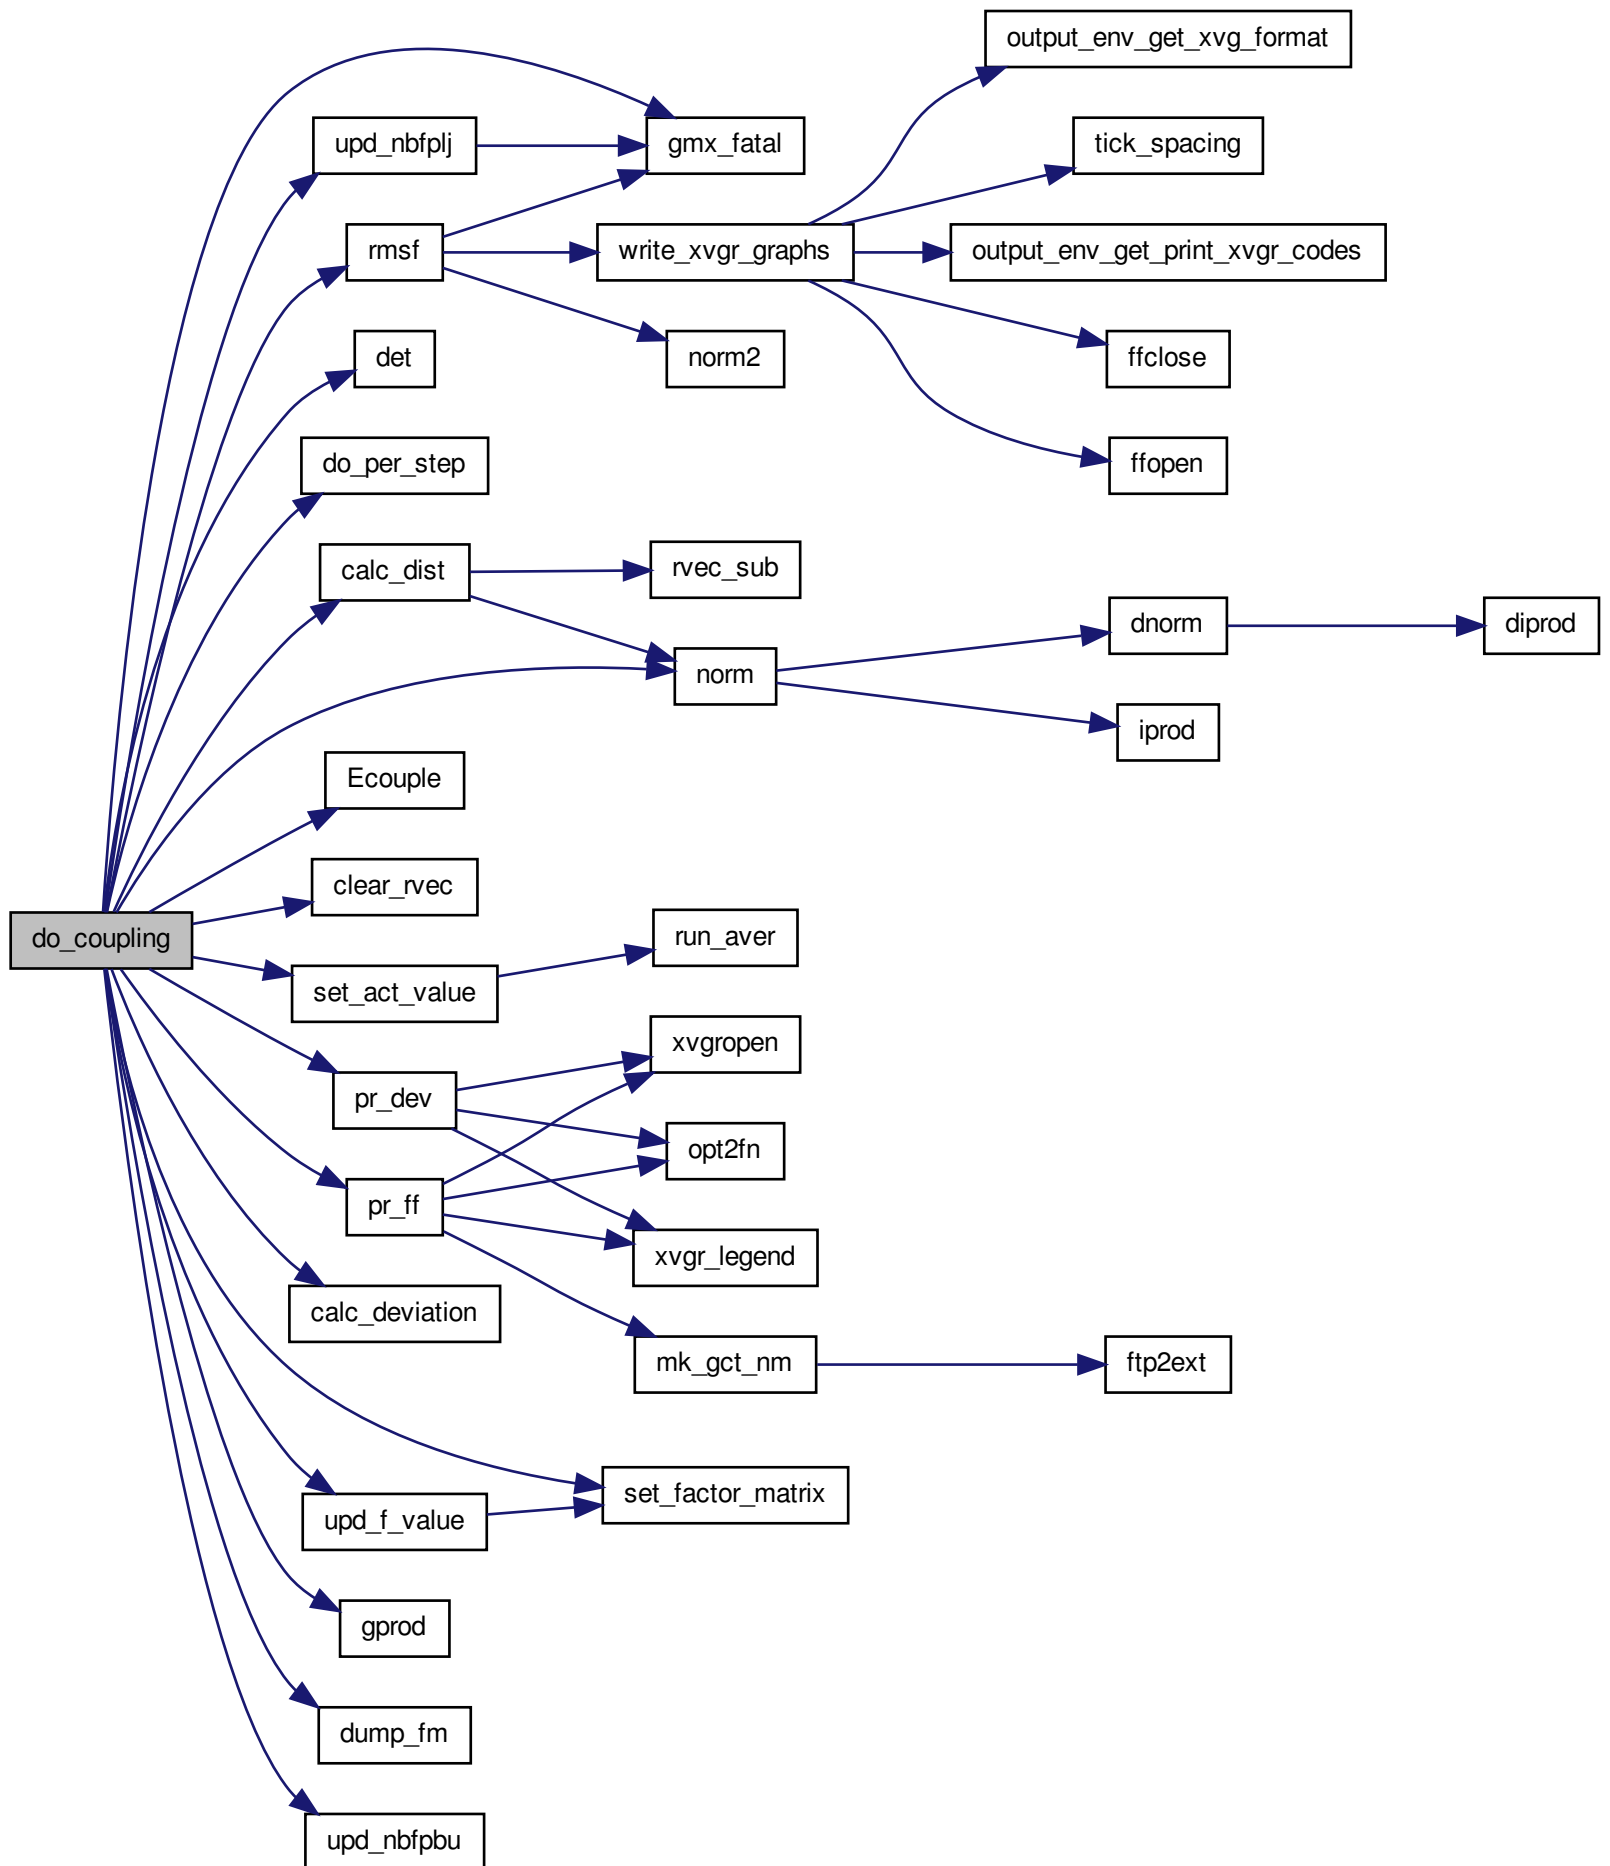 output_env_get_xvg_format
upd_nbfplj
gmx_fatal
tick_spacing
rmsf
write_xvgr_graphs
output_env_get_print_xvgr_codes
det
norm2
ffclose
do_per_step
ffopen
calc_dist
rvec_sub
dnorm
diprod
norm
iprod
Ecouple
clear_rvec
do_coupling
run_aver
set_act_value
xvgropen
pr_dev
opt2fn
pr_ff
xvgr_legend
calc_deviation
mk_gct_nm
ftp2ext
set_factor_matrix
upd_f_value
gprod
dump_fm
upd_nbfpbu